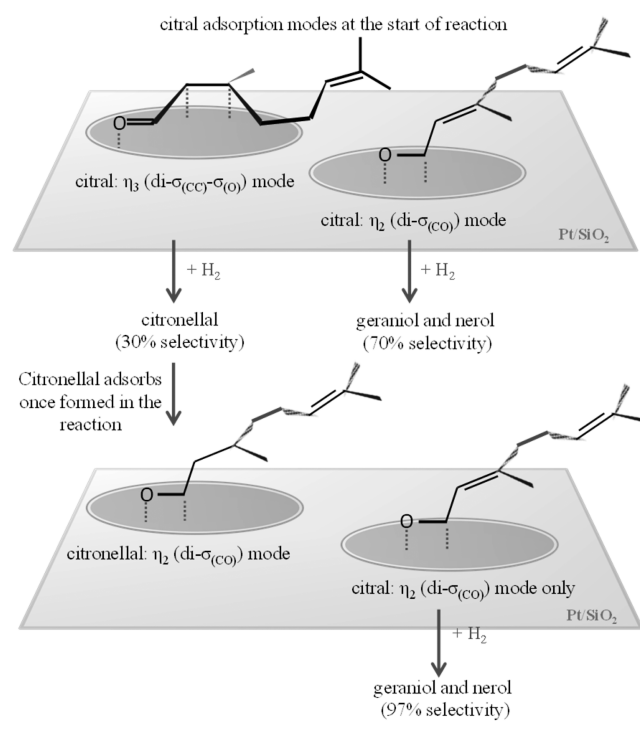 citral adsorption modes at the start of reaction
O
citral: η3 (di-σ(CC)-σ(O) mode
O
citral: η2 (di-σ(CO)) mode
Pt/SiO2
+ H2
+ H2
citronellal
(30% selectivity)
geraniol and nerol
(70% selectivity)
Citronellal adsorbs
once formed in the
reaction
O
citronellal: η2 (di-σ(CO)) mode
O
citral: η2 (di-σ(CO)) mode only
Pt/SiO2
+ H2
geraniol and nerol
(97% selectivity)